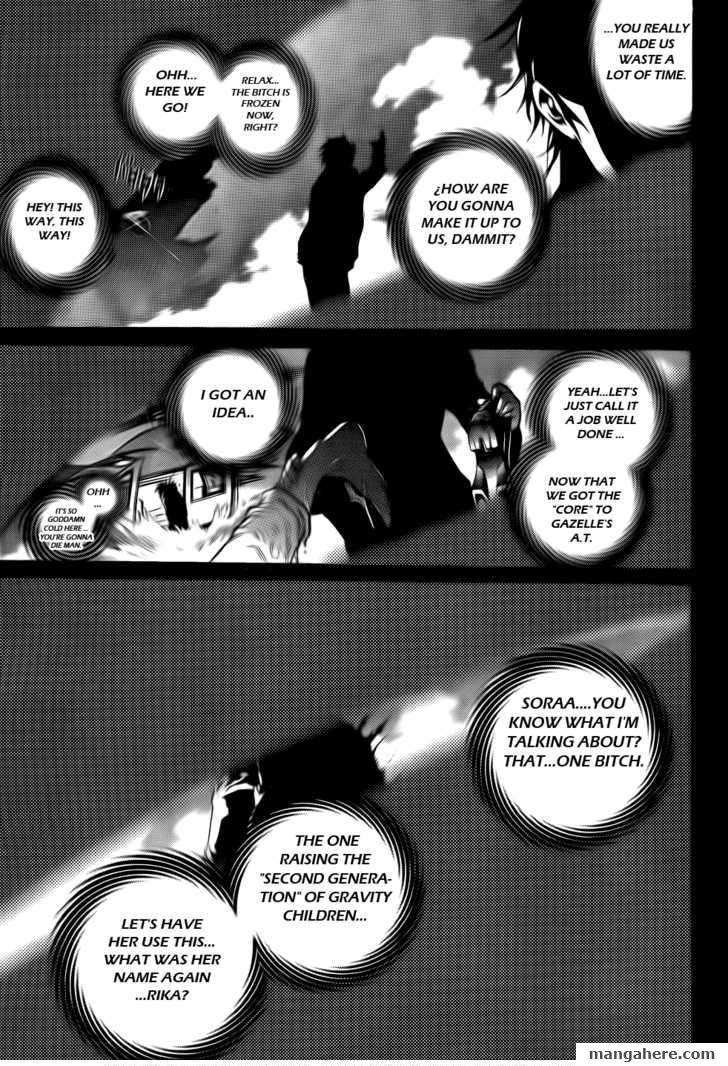 ...YOU REALLY
MADE US
WASTE A
LOT OF TIME.
OHH...
HERE WE
GO!
RELAX...
THE BITCH IS
FROZEN
NOW,
RIGHT?
HEY! THIS
WAY, THIS
WAY!
¿HOW ARE
YOU GONNA
MAKE IT UP TO
US, DAMMIT?
YEAH...LET'S
JUST CALL IT
A JOB WELL
DONE ...
NOW THAT
WE GOT THE
"CORE" TO
GAZELLE'S
A.T.
I GOT AN
IDEA..
OHH
...
IT'S SO
GODDAMN
COLD HERE ...
YOU'RE GONNA
DIE MAN.
SORAA....YOU
KNOW WHAT I'M
TALKING ABOUT?
THAT...ONE BITCH.
THE ONE
RAISING THE
"SECOND GENERA-
TION" OF GRAVITY
CHILDREN...
LET'S HAVE
HER USE THIS...
WHAT WAS HER
NAME AGAIN
...RIKA?
mangahere.com